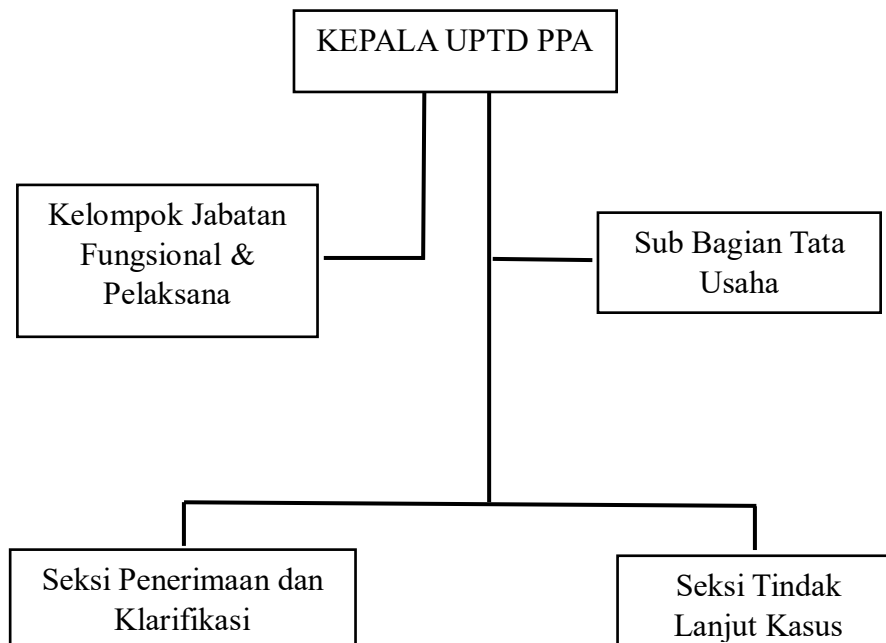 KEPALA UPTD PPA
Kelompok Jabatan
Fungsional &
Pelaksana
Sub Bagian Tata
Usaha
Seksi Penerimaan dan
Klarifikasi
Seksi Tindak
Lanjut Kasus